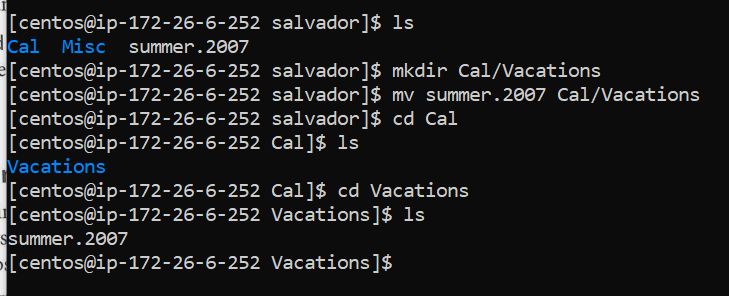 [centos@ip-172-26-6-252 salvador]$ ls
Cal  Misc  summer.2007
[centos@ip-172-26-6-252 salvador]$ mkdir Cal/Vacations
[centos@ip-172-26-6-252 salvador]$ mv summer.2007 Cal/Vacations
[centos@ip-172-26-6-252 salvador]$ cd Cal
[centos@ip-172-26-6-252 Cal]$ ls
Vacations
[centos@ip-172-26-6-252 Cal]$ cd Vacations
[centos@ip-172-26-6-252 Vacations]$ ls
summer.2007
[centos@ip-172-26-6-252 Vacations]$